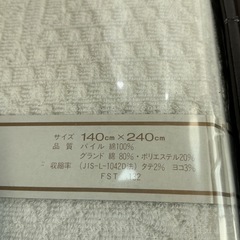 サイズ 140cm×240cm
品質 パイル 綿100%
グランド 綿 80%・ポリエステル20%
収縮率 (JIS-L-1042D法) タテ2% ヨコ3%
FST